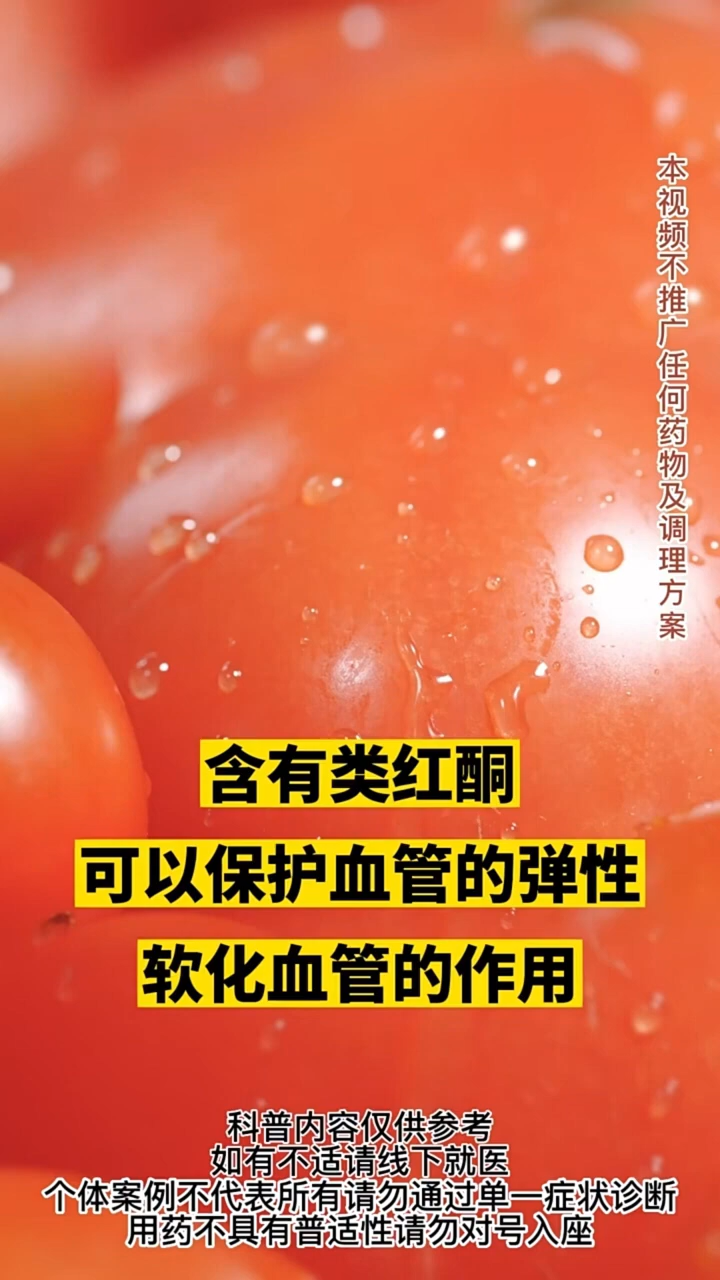 本视频不推广任何药物及调理方案
含有类红酮
可以保护血管的弹性
软化血管的作用
科普内容仅供参考
如有不适请线下就医
个体案例不代表所有请勿通过单一症状诊断
用药不具有普适性请勿对号入座